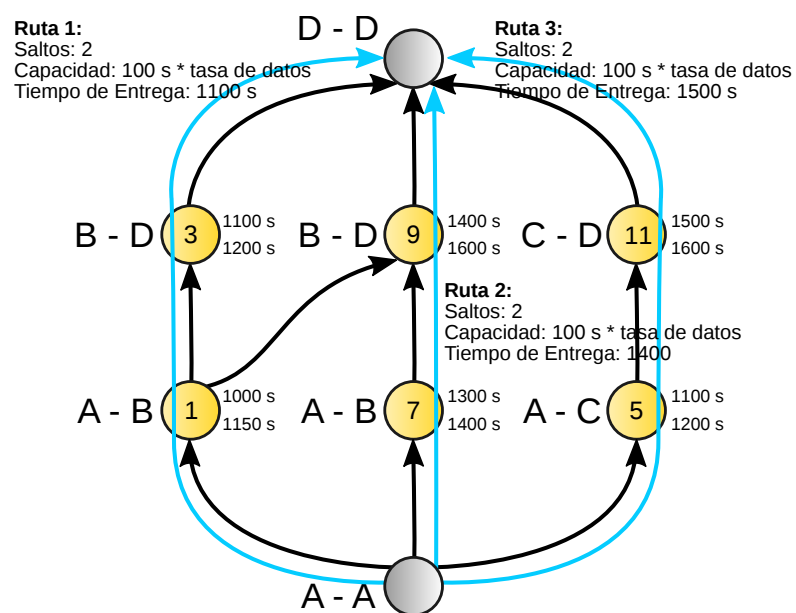 Ruta 1:
Saltos: 2
Capacidad: 100 s * tasa de datos
Tiempo de Entrega: 1100 s
D - D
Ruta 3:
Saltos: 2
Capacidad: 100 s * tasa de datos
Tiempo de Entrega: 1500 s
B - D
3
1100 s
1200 s
B - D
9
1400 s
1600 s
C - D
11
1500 s
1600 s
Ruta 2:
Saltos: 2
Capacidad: 100 s * tasa de datos
Tiempo de Entrega: 1400
A - B
1
1000 s
1150 s
A - B
7
1300 s
1400 s
A - C
5
1100 s
1200 s
A - A